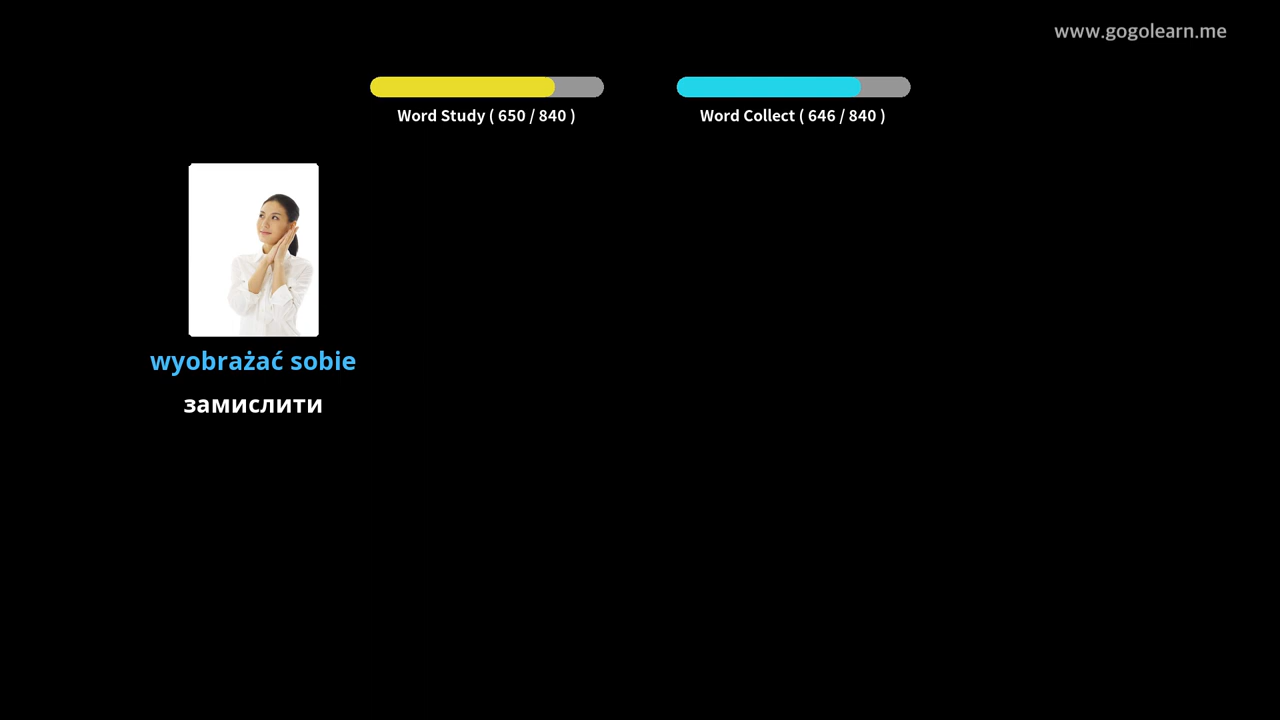 www.gogolearn.me
Word Study ( 650 / 840 )
Word Collect ( 646 / 840 )
wyobrażać sobie
замислити